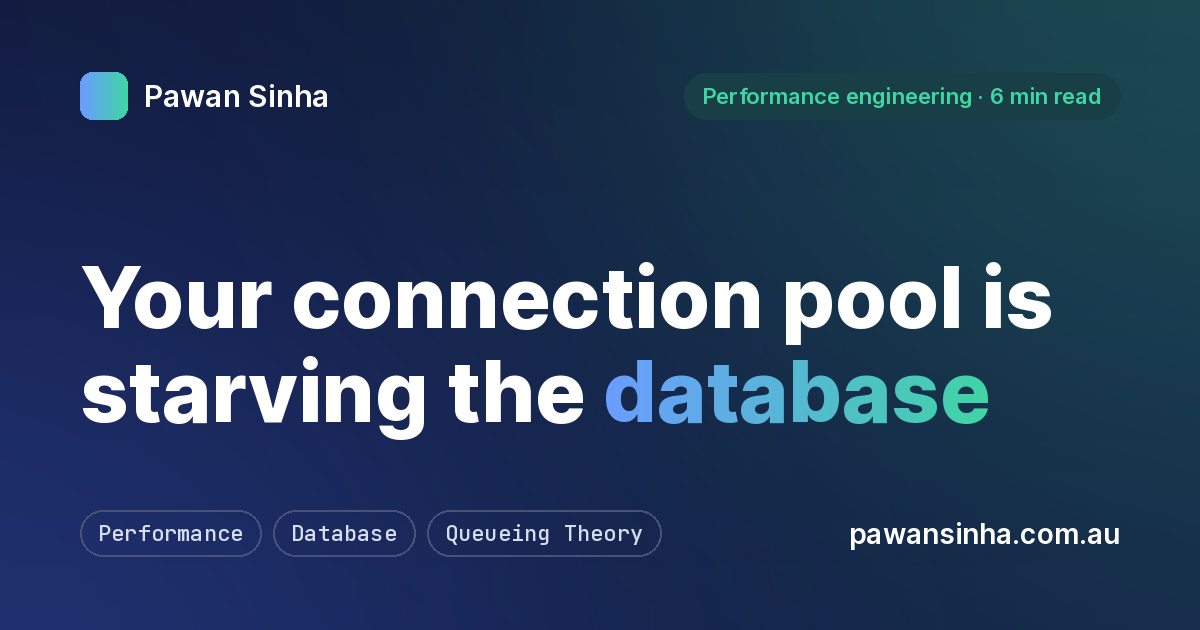 Pawan Sinha
Performance engineering · 6 min read
Your connection pool is
starving the database
Performance
Database
Queueing Theory
pawansinha.com.au